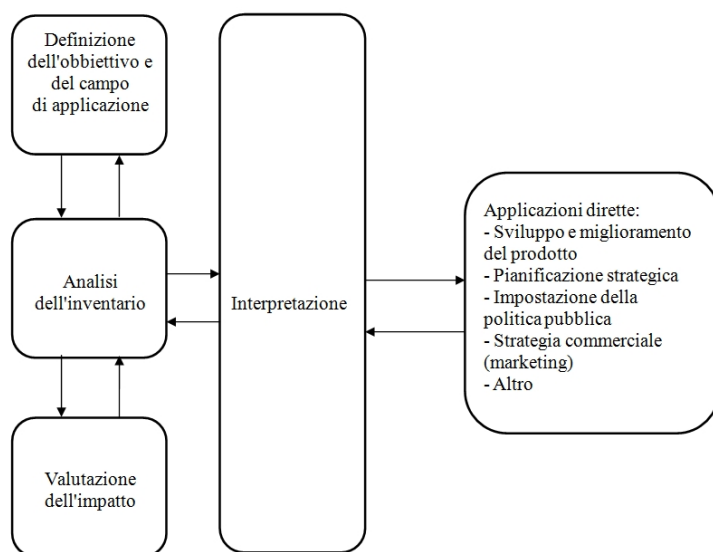 Definizione
dell'obbiettivo e
del campo
di applicazione
Analisi
dell'inventario
Valutazione
dell'impatto
Interpretazione
Applicazioni dirette:
- Sviluppo e miglioramento
del prodotto
- Pianificazione strategica
- Impostazione della
politica pubblica
- Strategia commerciale
(marketing)
- Altro